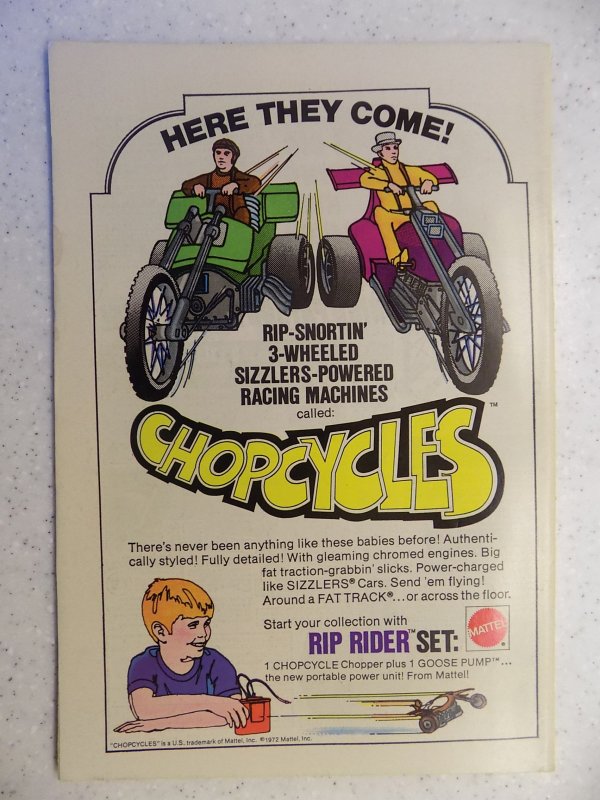 HERE THEY COME!
RIP-SNORTIN'
3-WHEELED
SIZZLERS-POWERED
RACING MACHINES
called:
CHOPCYCLES™
There's never been anything like these babies before! Authenti-
cally styled! Fully detailed! With gleaming chromed engines. Big
fat traction-grabbin' slicks. Power-charged
like SIZZLERS® Cars. Send 'em flying!
Around a FAT TRACK®...or across the floor.
Start your collection with
RIP RIDER™ SET:
MATTEL®
1 CHOPCYCLE Chopper plus 1 GOOSE PUMP™...
the new portable power unit! From Mattel!
"CHOPCYCLES" is a U.S. trademark of Mattel, Inc. ©1972 Mattel, Inc.